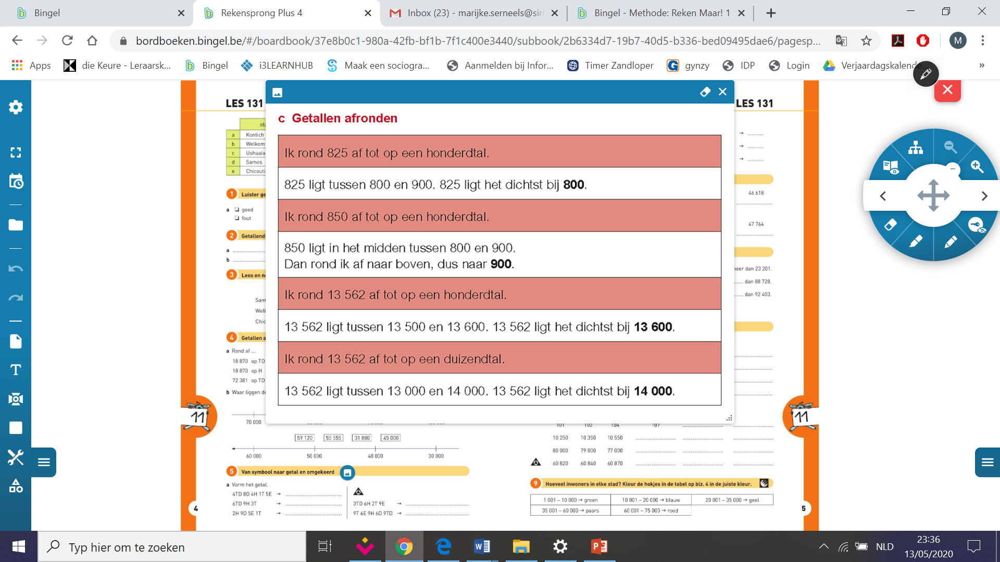 Bingel
Rekensprong Plus 4
Inbox (23) - marijke.serneels@sin
Bingel - Methode: Reken Maar! 1
bordboeken.bingel.be/#/boardbook/37e8b0c1-980a-42fb-bf1b-7f1c400e3440/subbook/2b6334d7-19b7-40d5-b336-bed09495dae6/pagesp...
M
Apps
die Keure - Leraarsk...
Bingel
i3LEARNHUB
Maak een sociogra...
Aanmelden bij Infor...
Timer Zandloper
gynzy
IDP
Login
Verjaardagskalende...
»
LES 131
LES 131
c Getallen afronden
Ik rond 825 af tot op een honderdtal.
825 ligt tussen 800 en 900. 825 ligt het dichtst bij 800.
Ik rond 850 af tot op een honderdtal.
850 ligt in het midden tussen 800 en 900.
Dan rond ik af naar boven, dus naar 900.
Ik rond 13 562 af tot op een honderdtal.
13 562 ligt tussen 13 500 en 13 600. 13 562 ligt het dichtst bij 13 600.
Ik rond 13 562 af tot op een duizendtal.
13 562 ligt tussen 13 000 en 14 000. 13 562 ligt het dichtst bij 14 000.
a Kontich
b Welkom
c Ushuaia
d Samos
e Chicouti
1 Luister go
a goed
fout
2 Getallend
a
b
3 Lees en n
Sam
Welk
Chic
4 Getallen a
a Rond af ...
18 870 op TD
18 870 op H
72 381 op TD
b Waar liggen de
70 000
59 120 55 555 31 880 45 000
60 000 50 000 40 000 30 000
5 Van symbool naar getal en omgekeerd
a Vorm het getal.
4TD 8D 4H 1T 5E →
6TD 9H 3T →
2H 9D 5E 1T →
3TD 6H 2T 9E →
9T 6E 9H 6D 9TD →
11
4
46 618
47 764
meer dan 23 201.
dan 88 728.
dan 92 403.
101 102 104 107
10 250 10 350 10 550
80 000 79 000 77 000
60 820 60 840 60 870
9 Hoeveel inwoners in elke stad? Kleur de hokjes in de tabel op blz. 4 in de juiste kleur.
1 001 – 10 000 → groen
10 001 – 20 000 → blauw
20 001 – 35 000 → geel
35 001 – 60 000 → paars
60 001 – 75 000 → rood
11
5
Typ hier om te zoeken
NLD
23:36
13/05/2020